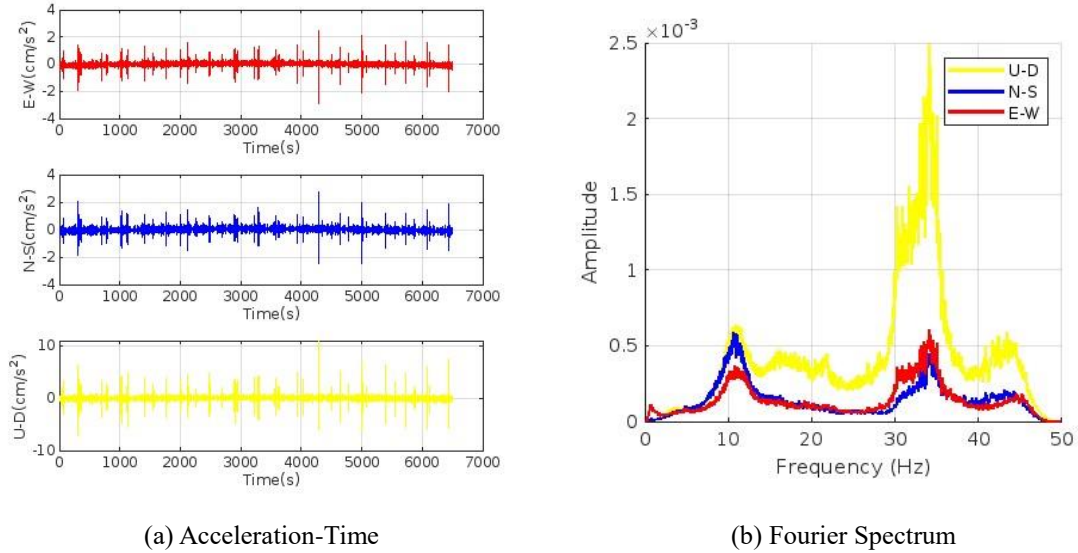 4
2
0
-2
-4
E-W(cm/s²)
0 1000 2000 3000 4000 5000 6000 7000
Time(s)
4
2
0
-2
-4
N-S(cm/s²)
0 1000 2000 3000 4000 5000 6000 7000
Time(s)
10
0
-10
U-D(cm/s²)
0 1000 2000 3000 4000 5000 6000 7000
Time(s)
(a) Acceleration-Time
×10⁻³
2.5
2
1.5
1
0.5
0
Amplitude
U-D
N-S
E-W
0 10 20 30 40 50
Frequency (Hz)
(b) Fourier Spectrum